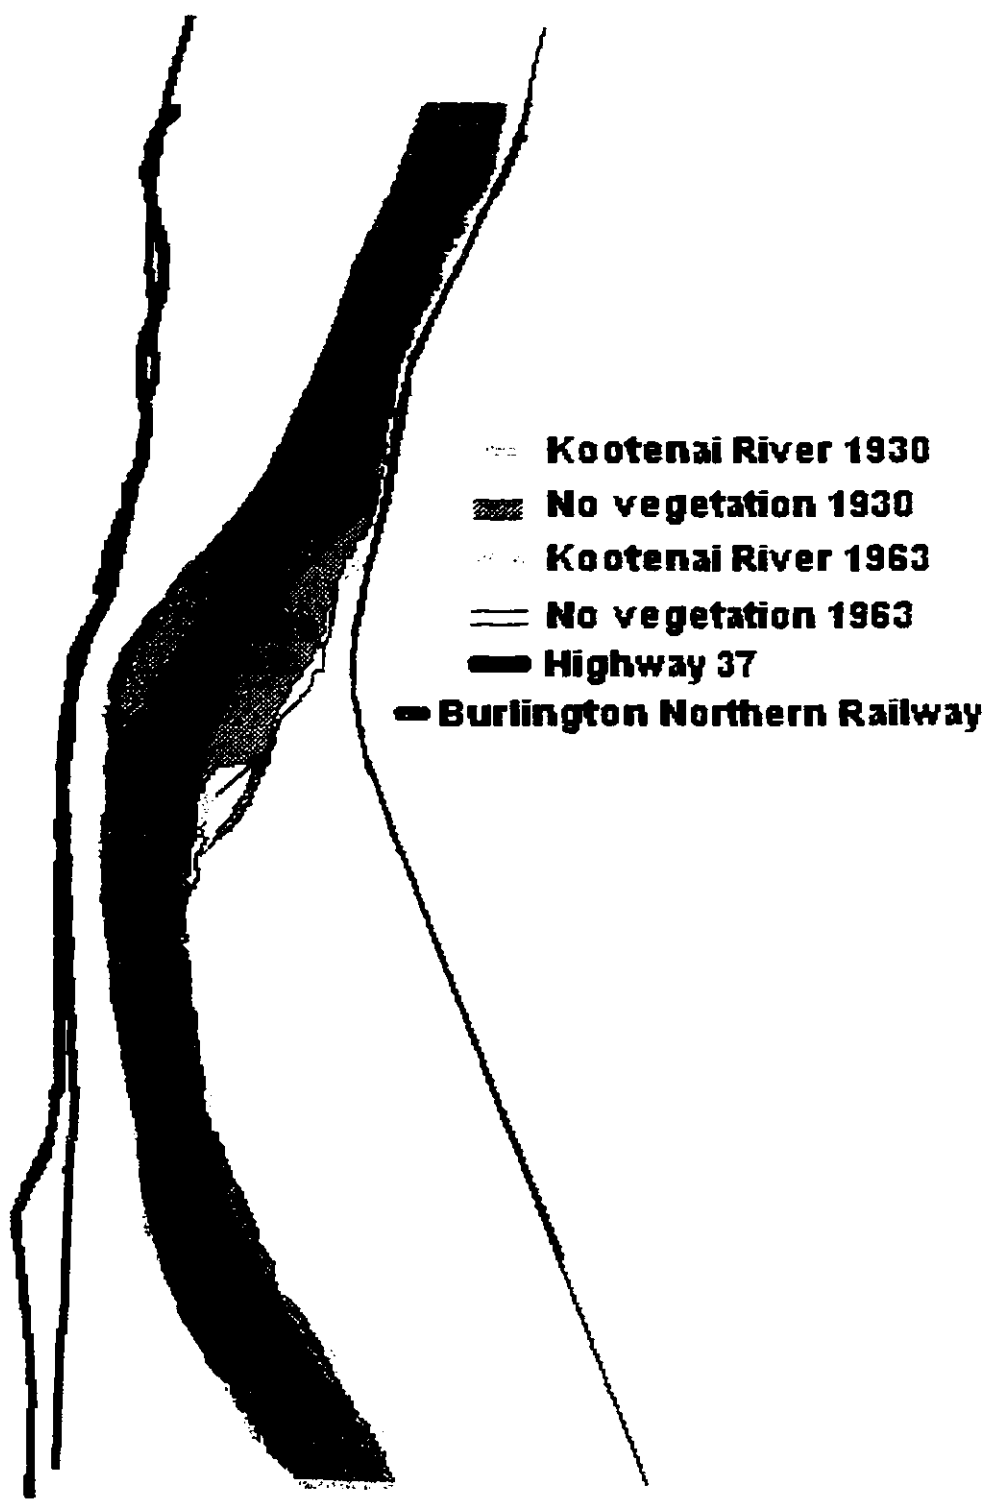 Kootenai River 1930
No vegetation 1930
Kootenai River 1963
No vegetation 1963
Highway 37
Burlington Northern Railway